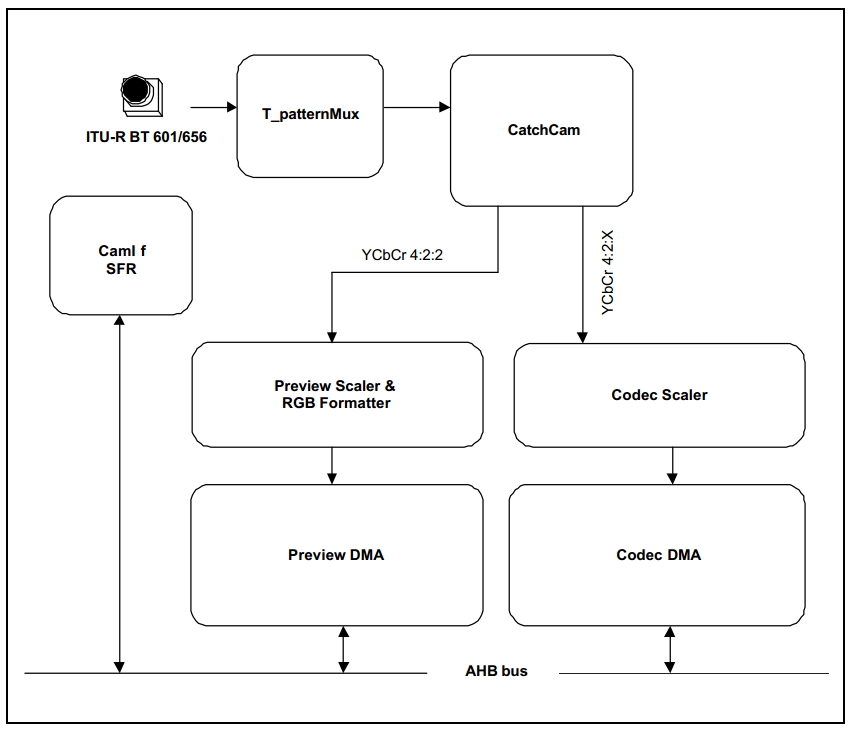 T_patternMux
CatchCam
ITU-R BT 601/656
CamI f
SFR
YCbCr 4:2:2
YCbCr 4:2:X
Preview Scaler &
RGB Formatter
Codec Scaler
Preview DMA
Codec DMA
AHB bus